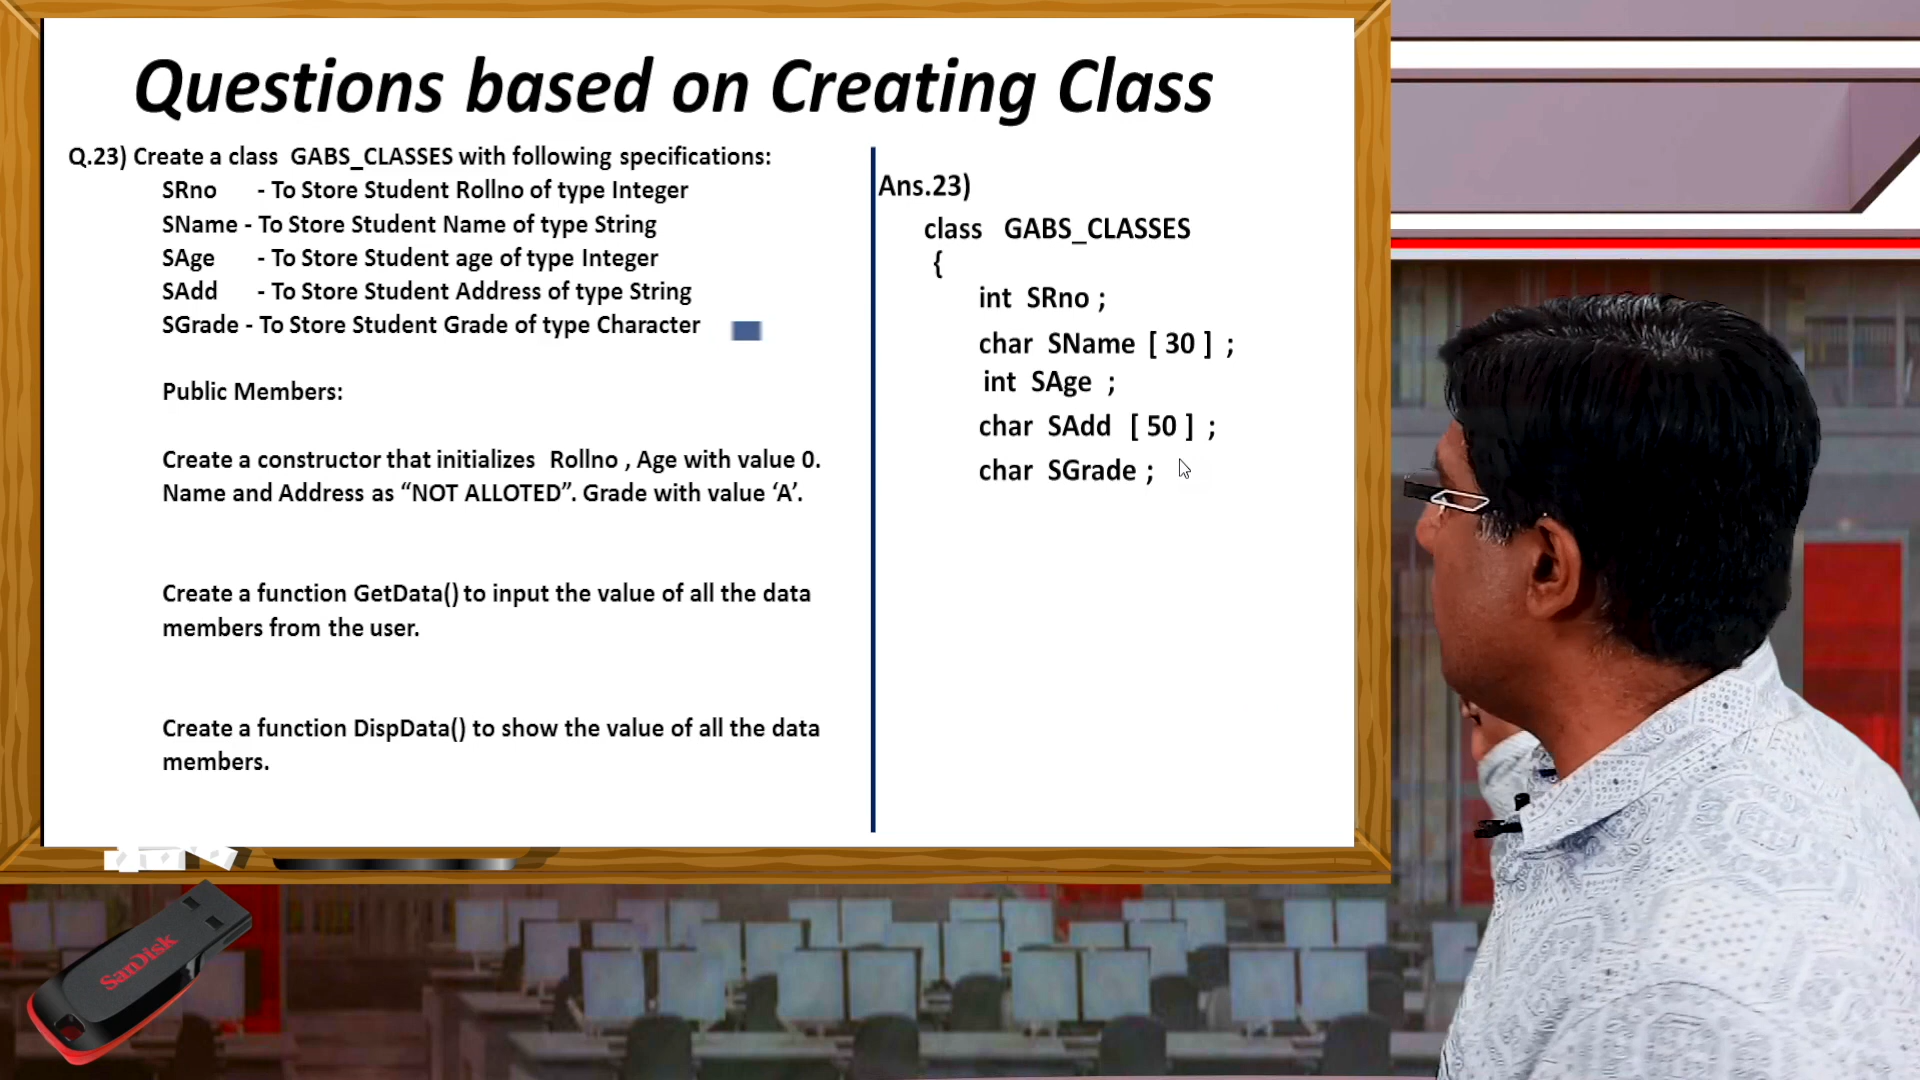 Questions based on Creating Class
Q.23) Create a class GABS_CLASSES with following specifications:
SRno - To Store Student Rollno of type Integer
SName - To Store Student Name of type String
SAge - To Store Student age of type Integer
SAdd - To Store Student Address of type String
SGrade - To Store Student Grade of type Character
Public Members:
Create a constructor that initializes Rollno , Age with value 0.
Name and Address as “NOT ALLOTED”. Grade with value ‘A’.
Create a function GetData() to input the value of all the data
members from the user.
Create a function DispData() to show the value of all the data
members.
Ans.23)
class GABS_CLASSES
{
int SRno ;
char SName [ 30 ] ;
int SAge ;
char SAdd [ 50 ] ;
char SGrade ;
SanDisk